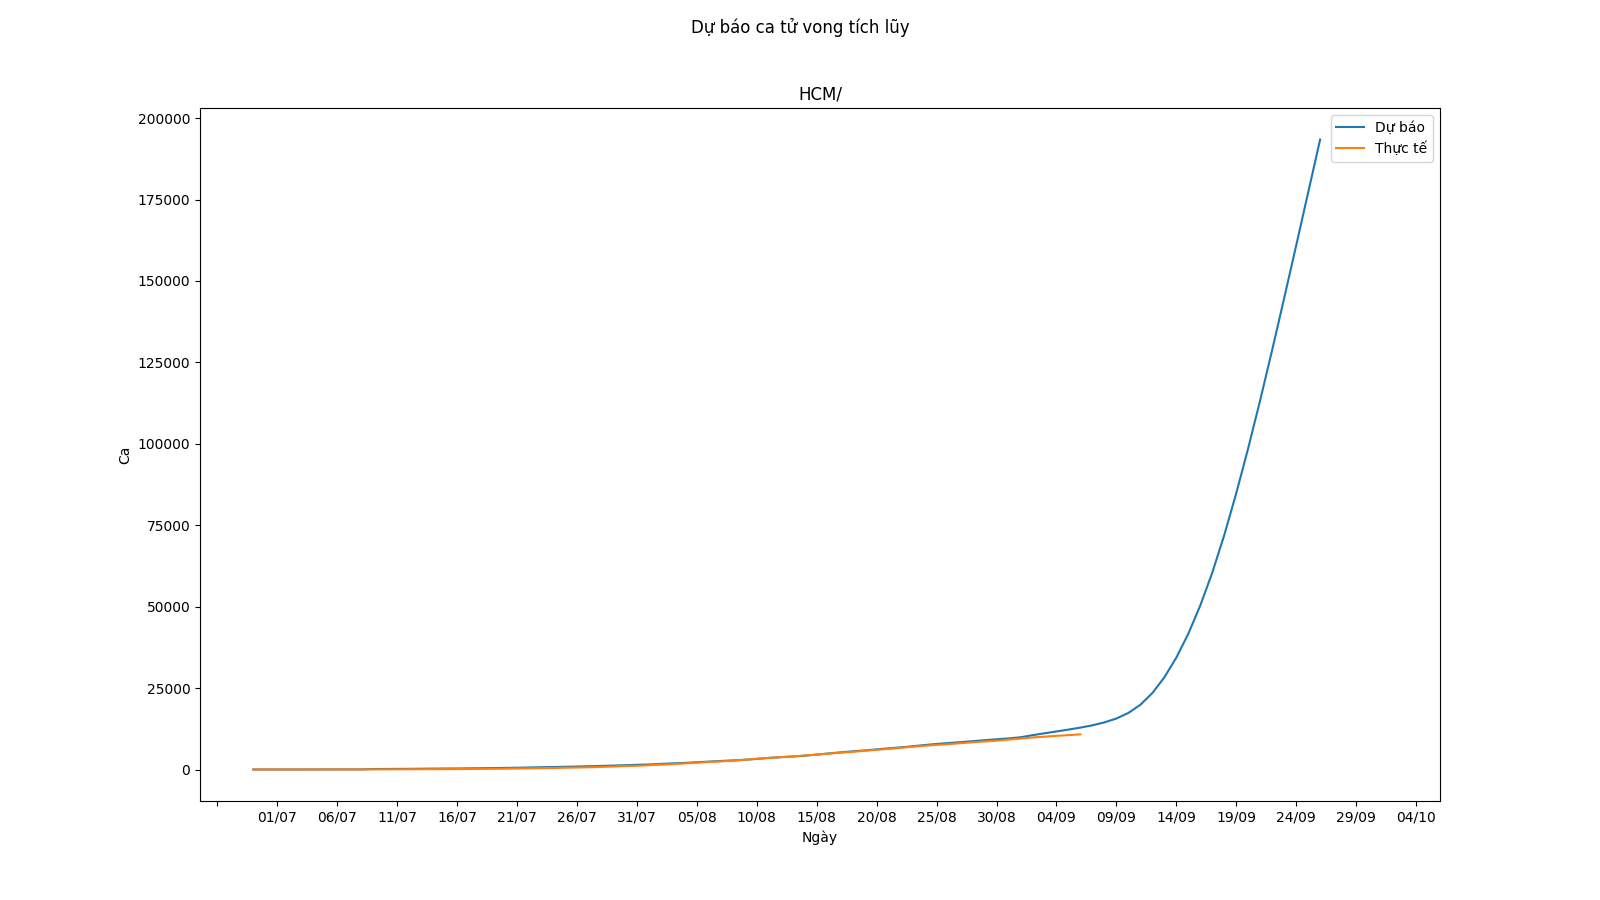 Dự báo ca tử vong tích lũy
HCM/
Dự báo
Thực tế
200000
175000
150000
125000
100000
75000
50000
25000
0
Ca
01/07 06/07 11/07 16/07 21/07 26/07 31/07 05/08 10/08 15/08 20/08 25/08 30/08 04/09 09/09 14/09 19/09 24/09 29/09 04/10
Ngày